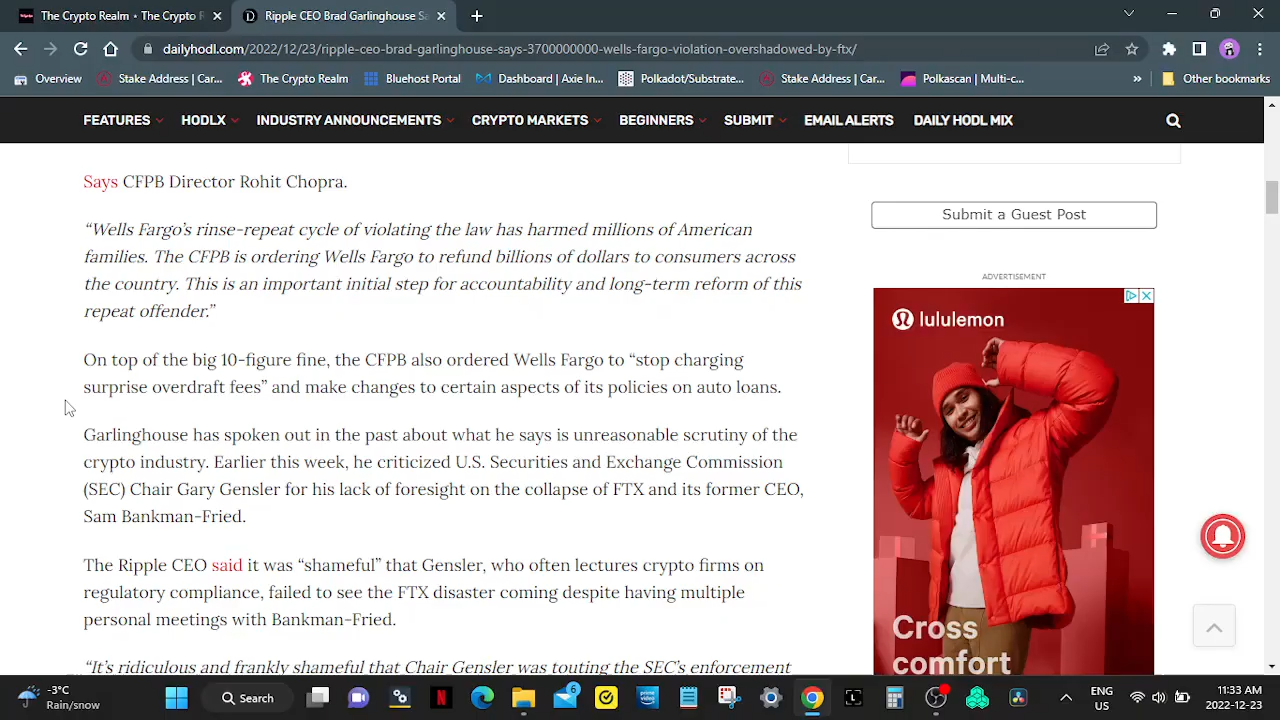 The Crypto Realm • The Crypto R
Ripple CEO Brad Garlinghouse Sa
dailyhodl.com/2022/12/23/ripple-ceo-brad-garlinghouse-says-3700000000-wells-fargo-violation-overshadowed-by-ftx/
Overview
Stake Address | Car...
The Crypto Realm
Bluehost Portal
Dashboard | Axie In...
Polkado/Substrate...
Stake Address | Car...
Polkascan | Multi-c...
»
Other bookmarks
FEATURES
HODLX
INDUSTRY ANNOUNCEMENTS
CRYPTO MARKETS
BEGINNERS
SUBMIT
EMAIL ALERTS
DAILY HODL MIX
Says CFPB Director Rohit Chopra.
“Wells Fargo’s rinse-repeat cycle of violating the law has harmed millions of American
families. The CFPB is ordering Wells Fargo to refund billions of dollars to consumers across
the country. This is an important initial step for accountability and long-term reform of this
repeat offender.”
On top of the big 10-figure fine, the CFPB also ordered Wells Fargo to “stop charging
surprise overdraft fees” and make changes to certain aspects of its policies on auto loans.
Garlinghouse has spoken out in the past about what he says is unreasonable scrutiny of the
crypto industry. Earlier this week, he criticized U.S. Securities and Exchange Commission
(SEC) Chair Gary Gensler for his lack of foresight on the collapse of FTX and its former CEO,
Sam Bankman-Fried.
The Ripple CEO said it was “shameful” that Gensler, who often lectures crypto firms on
regulatory compliance, failed to see the FTX disaster coming despite having multiple
personal meetings with Bankman-Fried.
“It’s ridiculous and frankly shameful that Chair Gensler was touting the SEC’s enforcement
Submit a Guest Post
ADVERTISEMENT
lululemon
Cross
comfort
-3°C
Rain/snow
Search
6
ENG
US
11:33 AM
2022-12-23